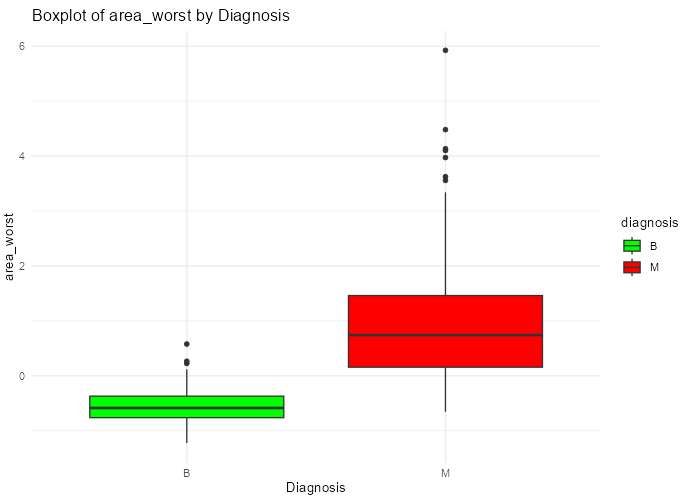 Boxplot of area_worst by Diagnosis
6
4
2
0
area_worst
B
M
Diagnosis
diagnosis
B
M